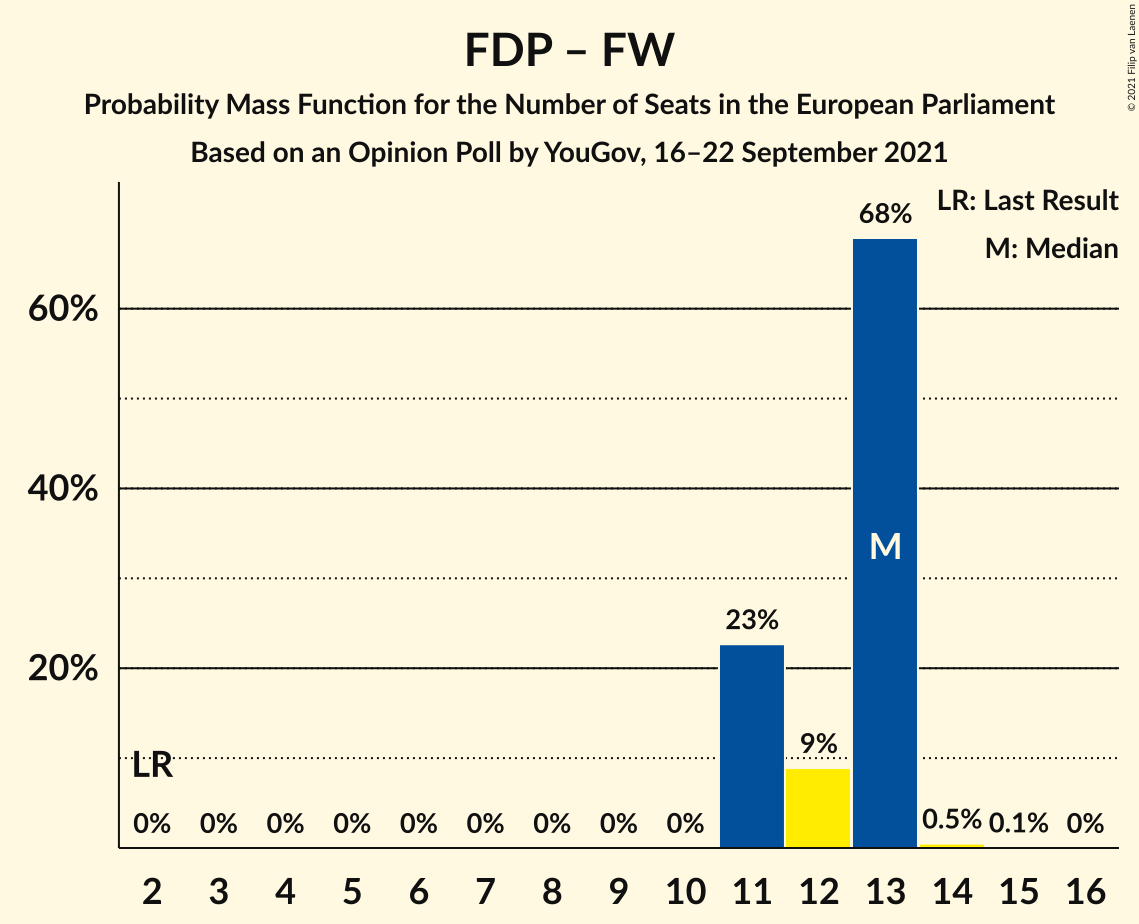 FDP – FW
Probability Mass Function for the Number of Seats in the European Parliament
Based on an Opinion Poll by YouGov, 16–22 September 2021
© 2021 Filip van Laenen
LR: Last Result
M: Median
68%
60%
40%
M
23%
20%
9%
LR
0% 0% 0% 0% 0% 0% 0% 0% 0% 0.5% 0.1% 0%
2 3 4 5 6 7 8 9 10 11 12 13 14 15 16